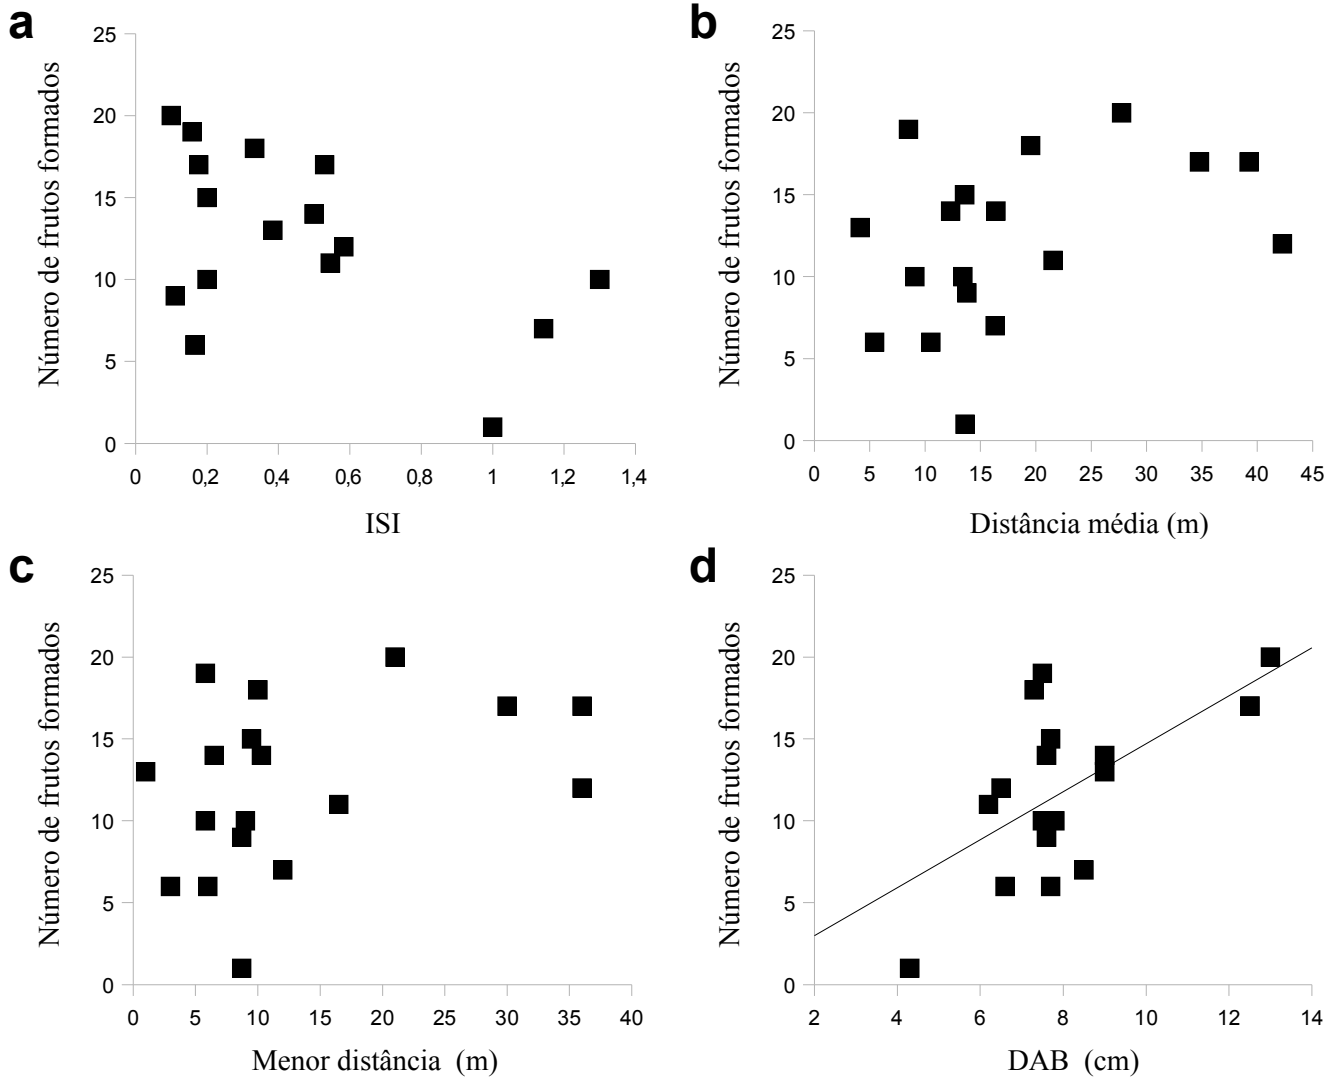 a
25
20
15
10
5
0
Número de frutos formados
0 0,2 0,4 0,6 0,8 1 1,2 1,4
ISI
b
25
20
15
10
5
0
Número de frutos formados
0 5 10 15 20 25 30 35 40 45
Distância média (m)
c
25
20
15
10
5
0
Número de frutos formados
0 5 10 15 20 25 30 35 40
Menor distância (m)
d
25
20
15
10
5
0
Número de frutos formados
2 4 6 8 10 12 14
DAB (cm)